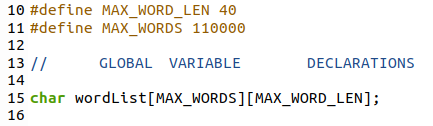 10 #define MAX_WORD_LEN 40
11 #define MAX_WORDS 110000
12
13 //      GLOBAL  VARIABLE        DECLARATIONS
14
15 char wordList[MAX_WORDS][MAX_WORD_LEN];
16